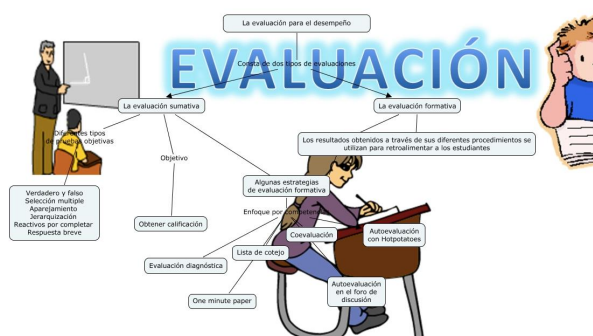 La evaluación para el desempeño
EVALUACIÓN
Consta de dos tipos de evaluaciones
La evaluación sumativa
La evaluación formativa
Diferentes tipos
de pruebas objetivas
Los resultados obtenidos a través de sus diferentes procedimientos se
utilizan para retroalimentar a los estudiantes
Objetivo
Algunas estrategias
de evaluación formativa
Verdadero y falso
Selección multiple
Aparejamiento
Jerarquización
Reactivos por completar
Respuesta breve
Enfoque por competencias
Obtener calificación
Coevaluación
Autoevaluación
con Hotpotatoes
Lista de cotejo
Evaluación diagnóstica
Autoevaluación
en el foro de
discusión
One minute paper